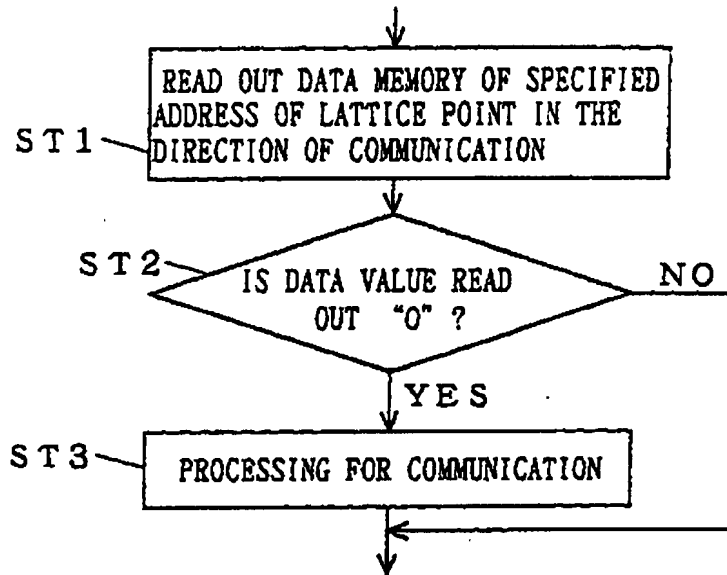 READ OUT DATA MEMORY OF SPECIFIED
ADDRESS OF LATTICE POINT IN THE
DIRECTION OF COMMUNICATION
ST1
ST2
IS DATA VALUE READ
OUT "0" ?
NO
YES
ST3
PROCESSING FOR COMMUNICATION